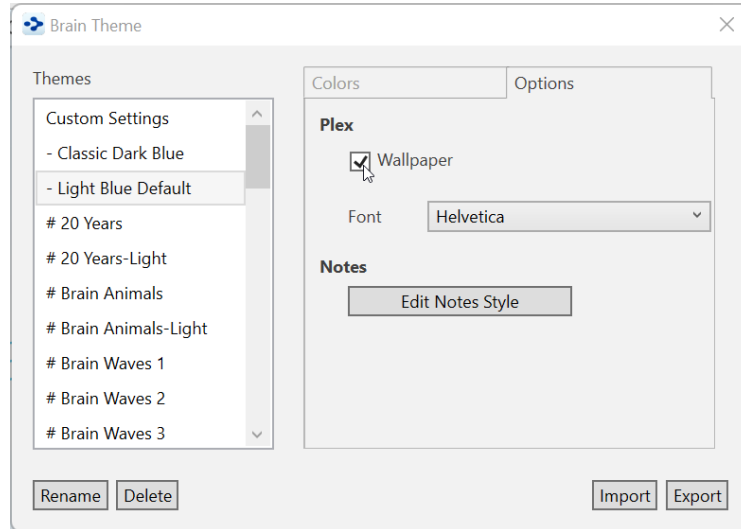 Brain Theme
Themes
Custom Settings
- Classic Dark Blue
- Light Blue Default
# 20 Years
# 20 Years-Light
# Brain Animals
# Brain Animals-Light
# Brain Waves 1
# Brain Waves 2
# Brain Waves 3
Rename Delete
Colors Options
Plex
Wallpaper
Font Helvetica
Notes
Edit Notes Style
Import Export